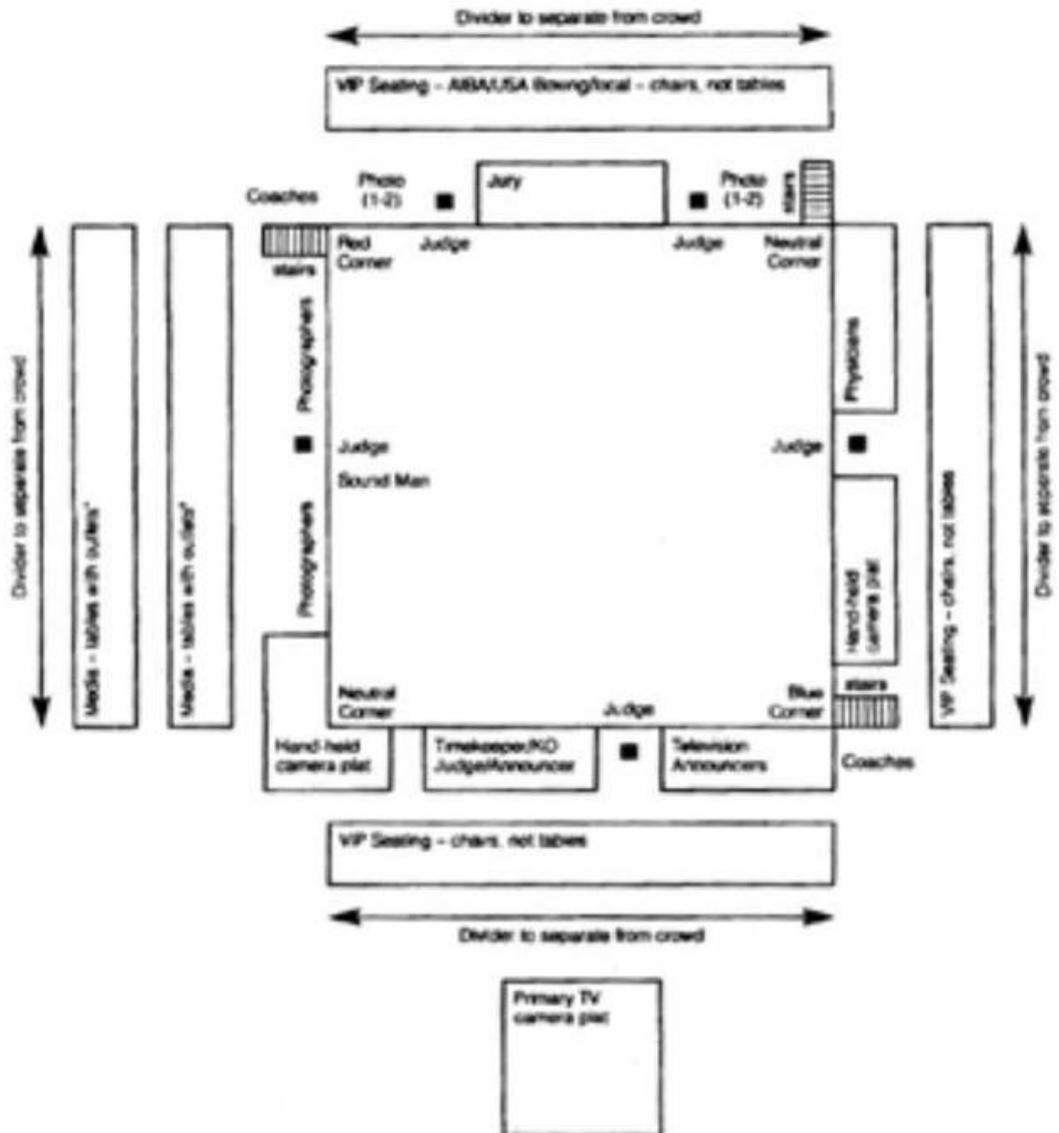 Divider to separate from crowd
VIP Seating – AIBA/USA Boxing/local – chairs, not tables
Coaches
Photo
(1-2)
Jury
Photo
(1-2)
stairs
stairs
Red
Corner
Judge
Judge
Neutral
Corner
Divider to separate from crowd
Media – tables with outlets*
Media – tables with outlets*
Photographers
Photographers
Judge
Sound Man
Judge
Physicians
Hand-held
camera plat
VIP Seating – chairs, not tables
Divider to separate from crowd
Neutral
Corner
Judge
Blue
Corner
stairs
Hand-held
camera plat
Timekeeper/KO
Judge/Announcer
Television
Announcers
Coaches
VIP Seating – chairs, not tables
Divider to separate from crowd
Primary TV
camera plat